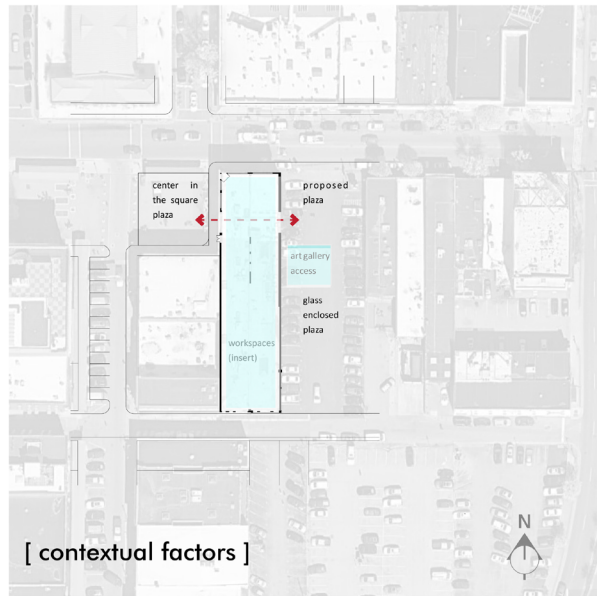 center in
the square
plaza
proposed
plaza
art gallery
access
glass
enclosed
plaza
workspaces
(insert)
[ contextual factors ]
N